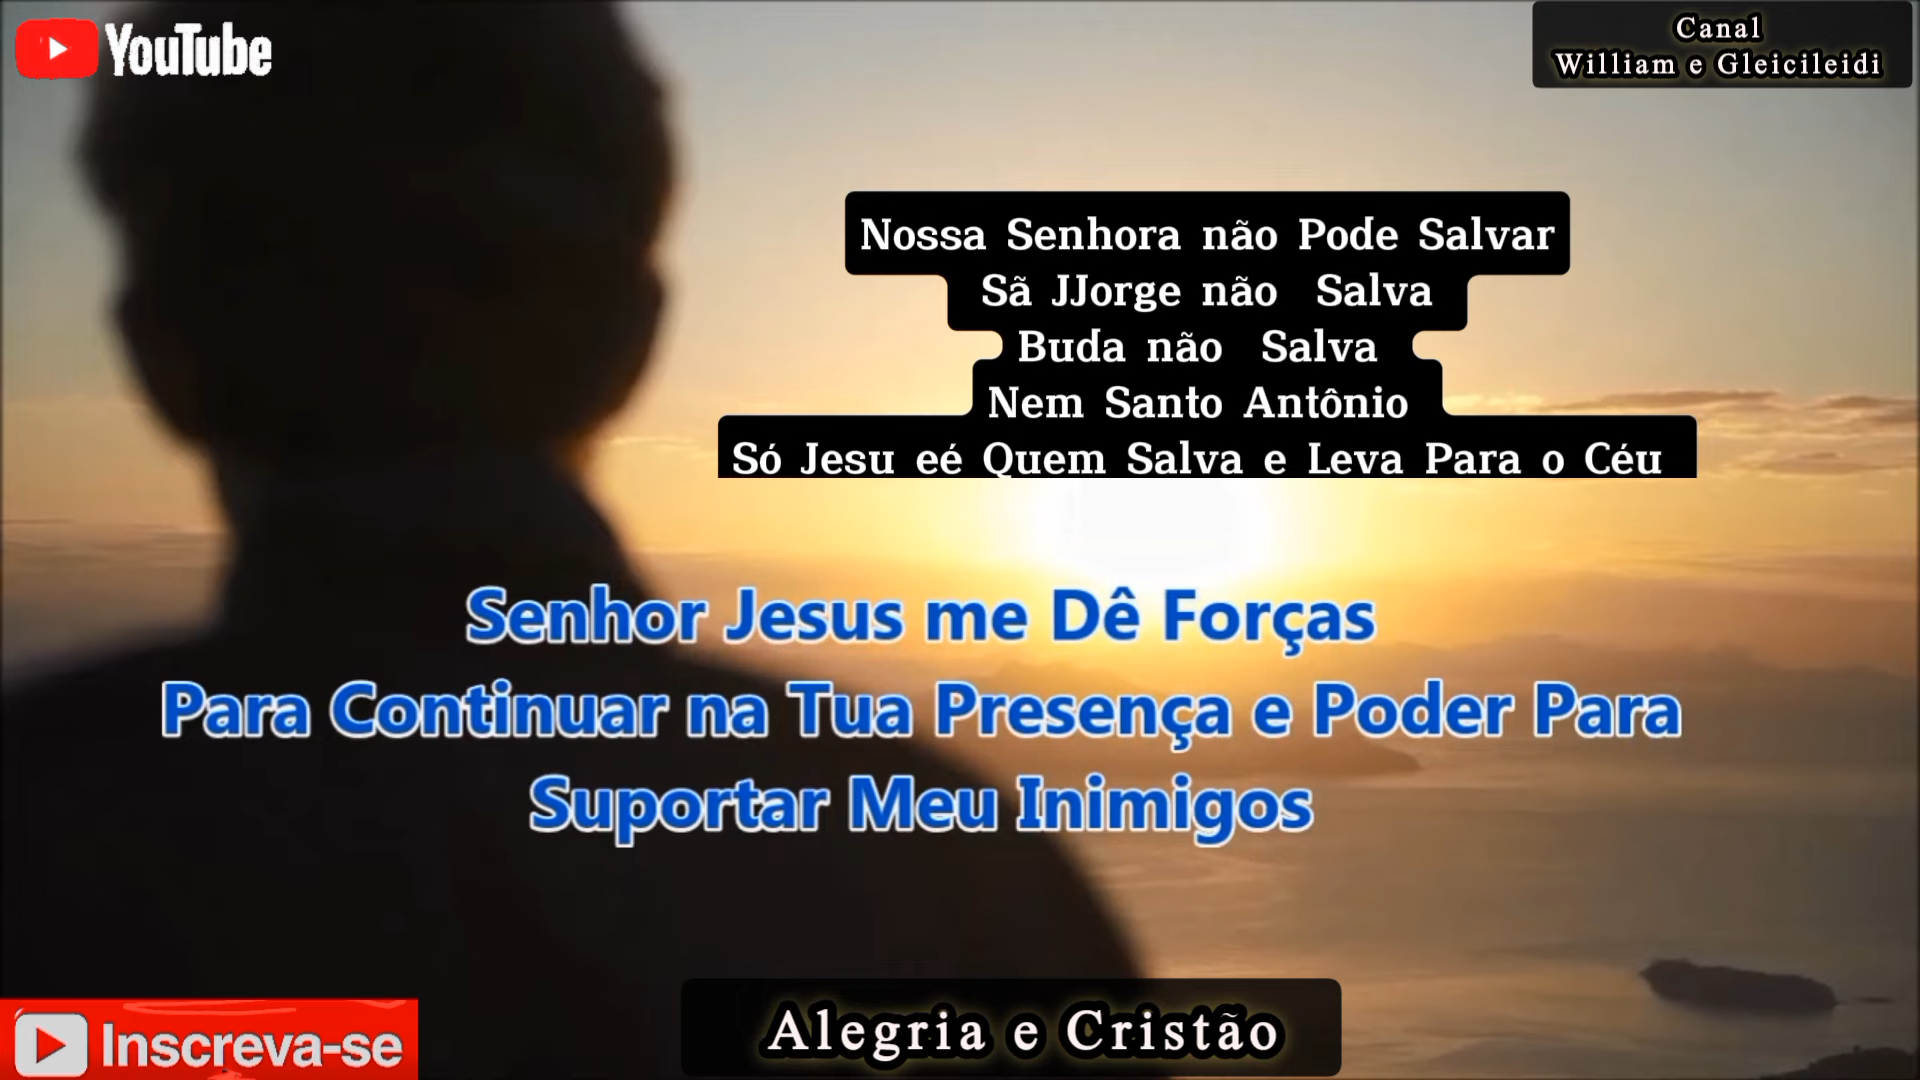 YouTube
Canal
William e Gleicileidi
Nossa Senhora não Pode Salvar
Sã JJorge não Salva
Buda não Salva
Nem Santo Antônio
Só Jesu eé Quem Salva e Leva Para o Céu
Senhor Jesus me Dê Forças
Para Continuar na Tua Presença e Poder Para
Suportar Meu Inimigos
Inscreva-se
Alegria e Cristão